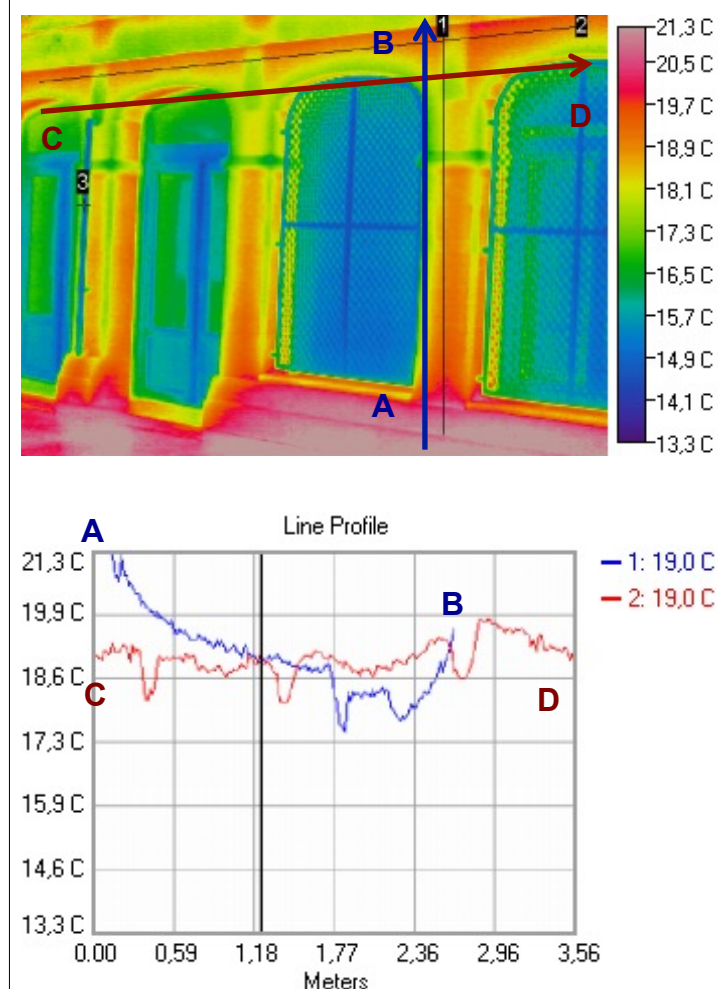 1
2
B
C
D
3
A
21,3 C
20,5 C
19,7 C
18,9 C
18,1 C
17,3 C
16,5 C
15,7 C
14,9 C
14,1 C
13,3 C
A
Line Profile
21,3 C
19,9 C
18,6 C
17,3 C
15,9 C
14,6 C
13,3 C
B
C
D
1: 19,0 C
2: 19,0 C
0.00 0,59 1,18 1,77 2,36 2,96 3,56
Meters